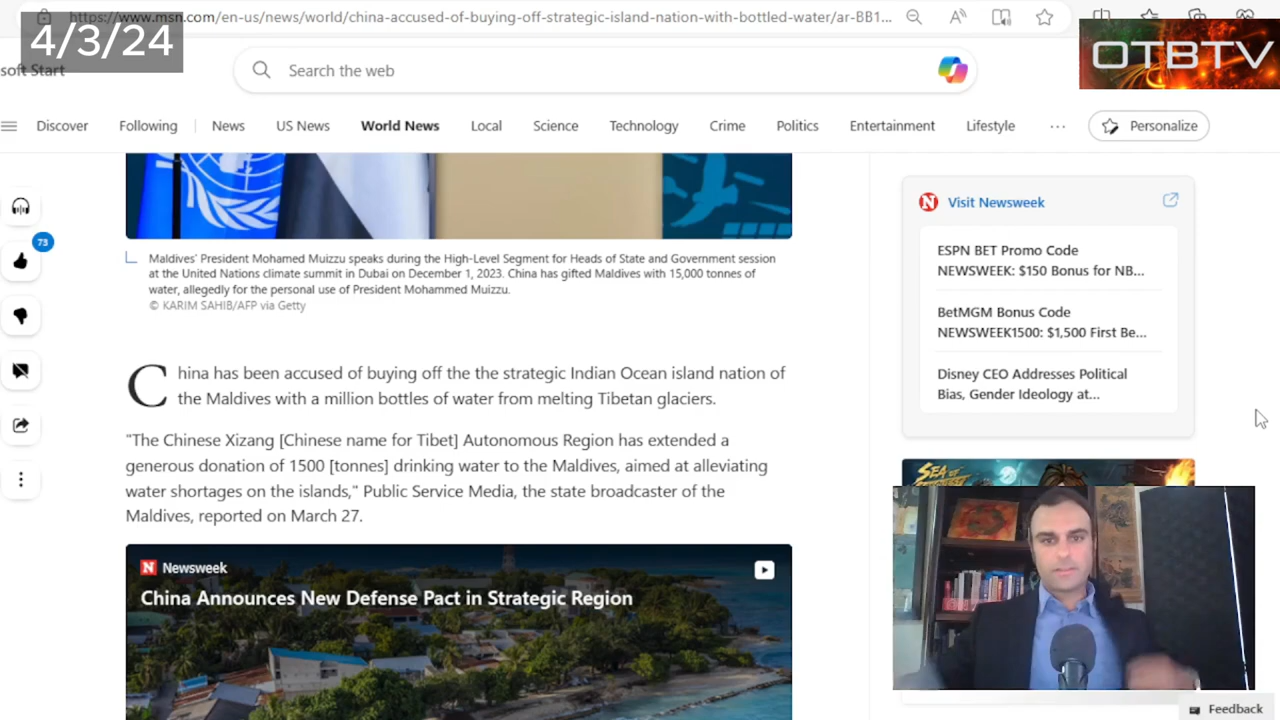 https://www.msn.com/en-us/news/world/china-accused-of-buying-off-strategic-island-nation-with-bottled-water/ar-BB1...
4/3/24
OTBTV
soft Start
Search the web
Discover
Following
News
US News
World News
Local
Science
Technology
Crime
Politics
Entertainment
Lifestyle
Personalize
73
Maldives' President Mohamed Muizzu speaks during the High-Level Segment for Heads of State and Government session
at the United Nations climate summit in Dubai on December 1, 2023. China has gifted Maldives with 15,000 tonnes of
water, allegedly for the personal use of President Mohammed Muizzu.
© KARIM SAHIB/AFP via Getty
China has been accused of buying off the the strategic Indian Ocean island nation of
the Maldives with a million bottles of water from melting Tibetan glaciers.
"The Chinese Xizang [Chinese name for Tibet] Autonomous Region has extended a
generous donation of 1500 [tonnes] drinking water to the Maldives, aimed at alleviating
water shortages on the islands," Public Service Media, the state broadcaster of the
Maldives, reported on March 27.
N Newsweek
China Announces New Defense Pact in Strategic Region
N Visit Newsweek
ESPN BET Promo Code
NEWSWEEK: $150 Bonus for NB...
BetMGM Bonus Code
NEWSWEEK1500: $1,500 First Be...
Disney CEO Addresses Political
Bias, Gender Ideology at...
SEA OF
Feedback